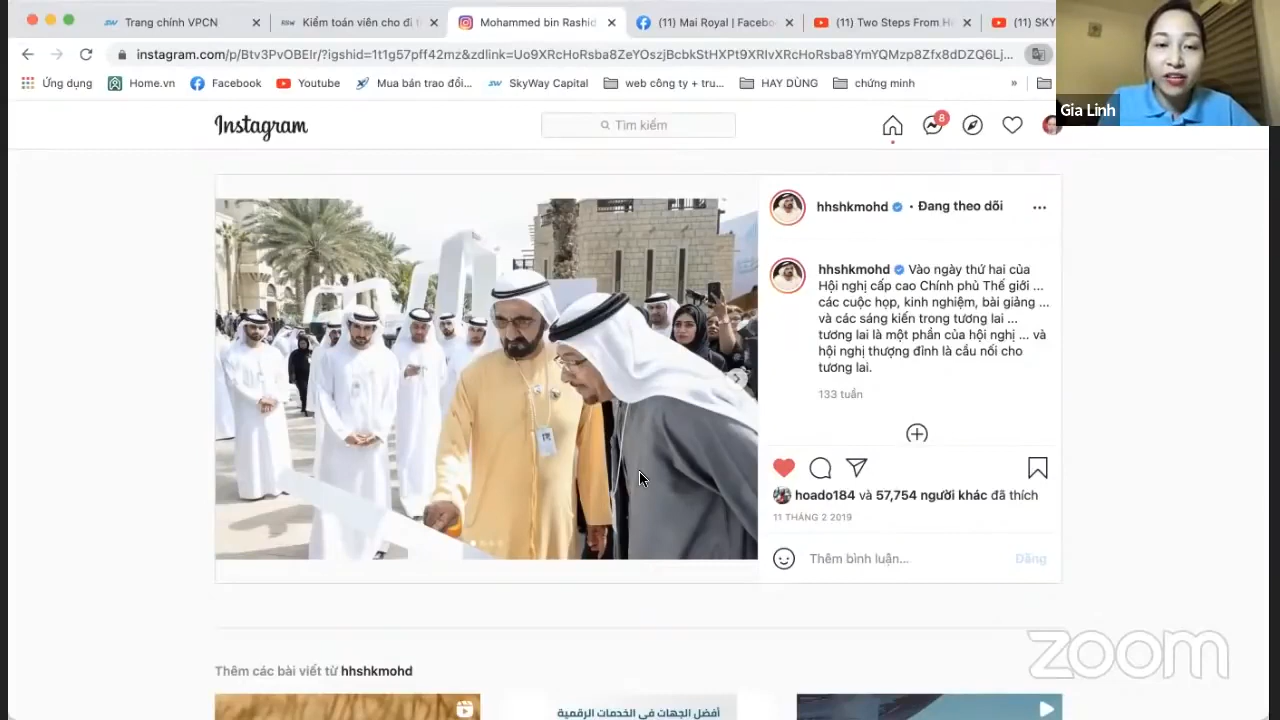 Trang chính VPCN
Kiểm toán viên cho đi t
Mohammed bin Rashid
(11) Mai Royal | Facebo
(11) Two Steps From H
(11) SKY
instagram.com/p/Btv3PvOBEIr/?igshid=1t1g57pff42mz&zdlink=Uo9XRcHoRsba8ZeYOszjBcbkStHXPt9XRIvXRcHoRsba8YmYQMzp8Zfx8dDZQ6Lj...
Ứng dụng
Home.vn
Facebook
Youtube
Mua bán trao đổi...
SkyWay Capital
web công ty + tru...
HAY DÙNG
chứng minh
»
Gia Linh
Instagram
Tìm kiếm
8
hhshkmohd • Đang theo dõi
hhshkmohd Vào ngày thứ hai của
Hội nghị cấp cao Chính phủ Thế giới ...
các cuộc họp, kinh nghiệm, bài giảng ...
và các sáng kiến trong tương lai ...
tương lai là một phần của hội nghị ... và
hội nghị thượng đỉnh là cầu nối cho
tương lai.
133 tuần
hoado184 và 57,754 người khác đã thích
11 THÁNG 2 2019
Thêm bình luận...
Đăng
zoom
Thêm các bài viết từ hhshkmohd
أفضل الجهات في الخدمات الرقمية